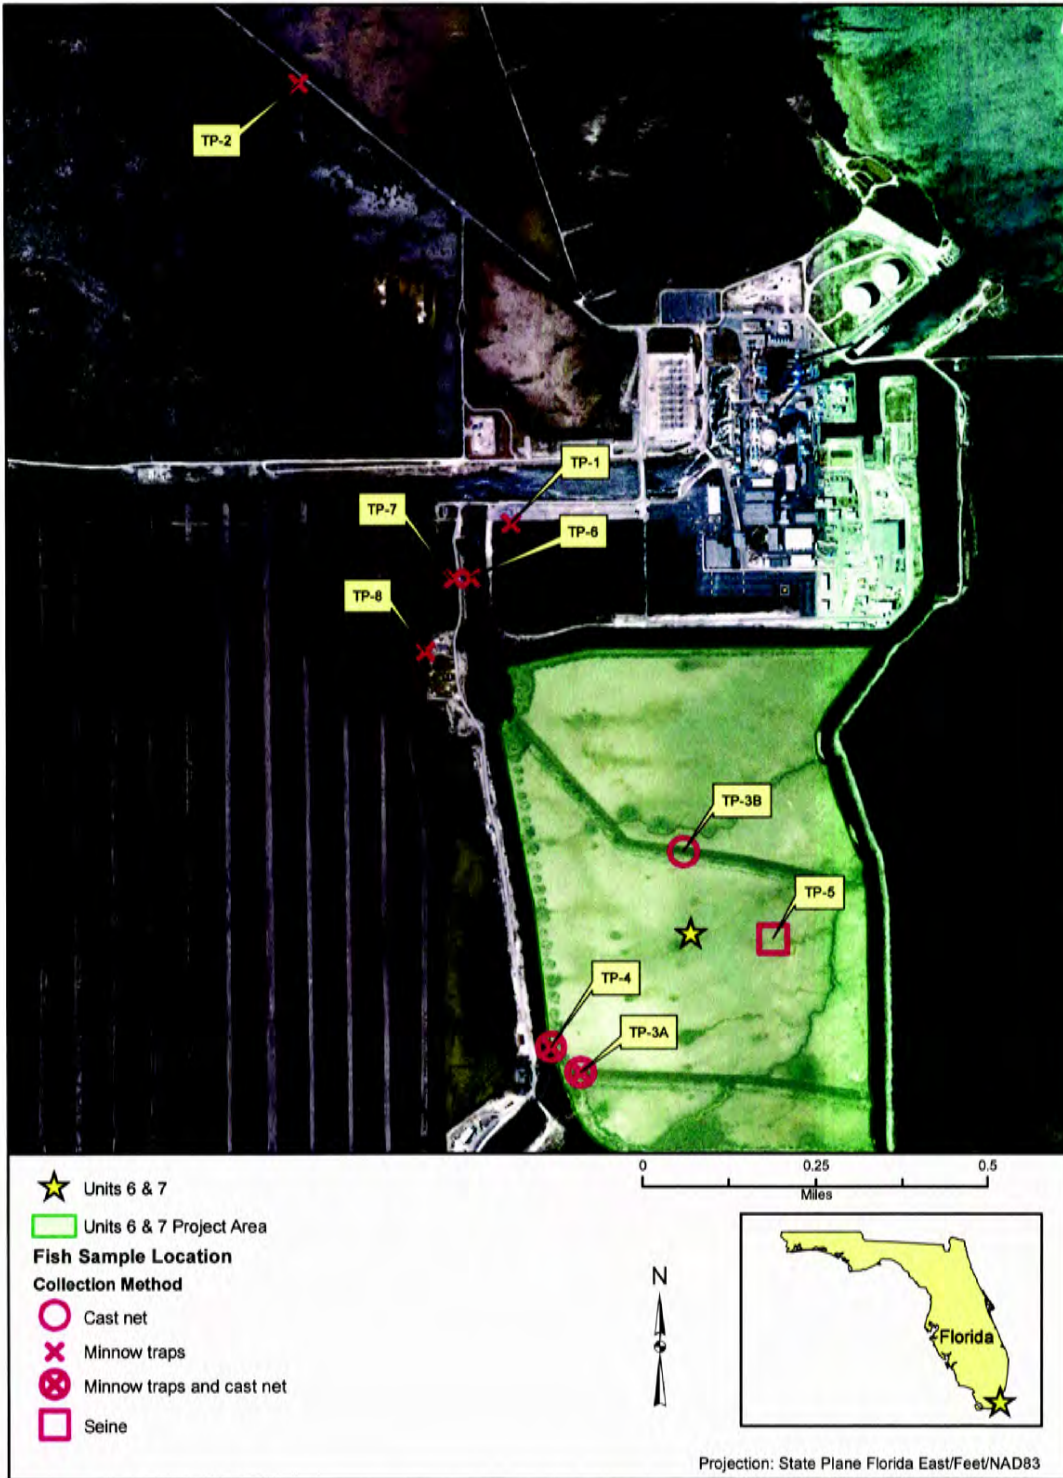 TP-2
TP-1
TP-7
TP-6
TP-8
TP-3B
TP-5
TP-4
TP-3A
Units 6 & 7
Units 6 & 7 Project Area
Fish Sample Location
Collection Method
Cast net
Minnow traps
Minnow traps and cast net
Seine
0 0.25 0.5
Miles
N
Florida
Projection: State Plane Florida East/Feet/NAD83